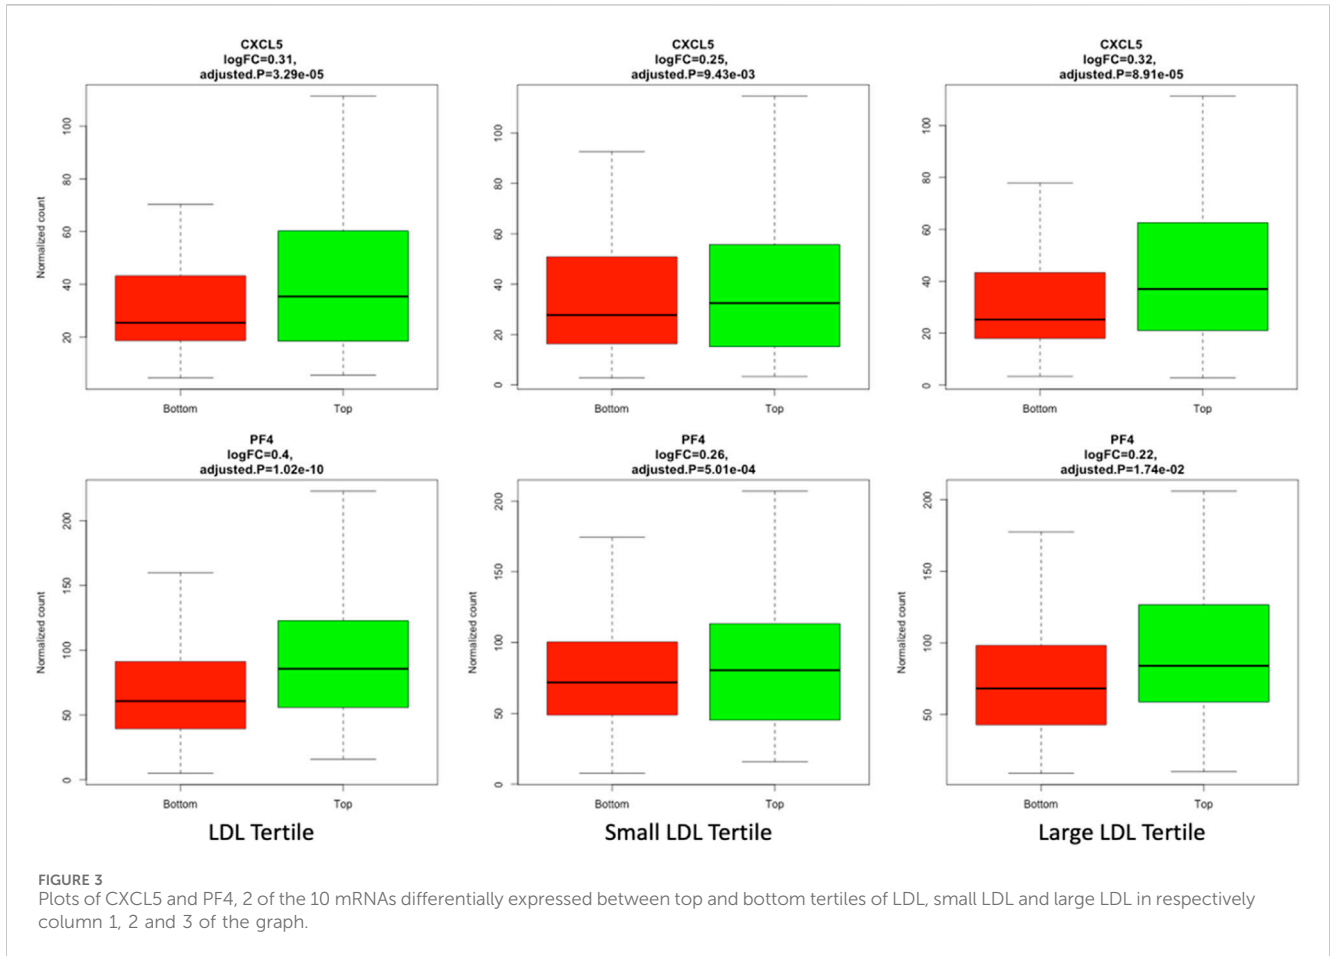 CXCL5
logFC=0.31,
adjusted.P=3.29e-05
CXCL5
logFC=0.25,
adjusted.P=9.43e-03
CXCL5
logFC=0.32,
adjusted.P=8.91e-05
Normalized count
100
80
60
40
20
Bottom
Top
100
80
60
40
20
0
Bottom
Top
100
80
60
40
20
0
Bottom
Top
PF4
logFC=0.4,
adjusted.P=1.02e-10
PF4
logFC=0.26,
adjusted.P=5.01e-04
PF4
logFC=0.22,
adjusted.P=1.74e-02
Normalized count
200
150
100
50
0
Bottom
Top
Normalized count
200
150
100
50
0
Bottom
Top
Normalized count
200
150
100
50
Bottom
Top
LDL Tertile
Small LDL Tertile
Large LDL Tertile
FIGURE 3
Plots of CXCL5 and PF4, 2 of the 10 mRNAs differentially expressed between top and bottom tertiles of LDL, small LDL and large LDL in respectively
column 1, 2 and 3 of the graph.